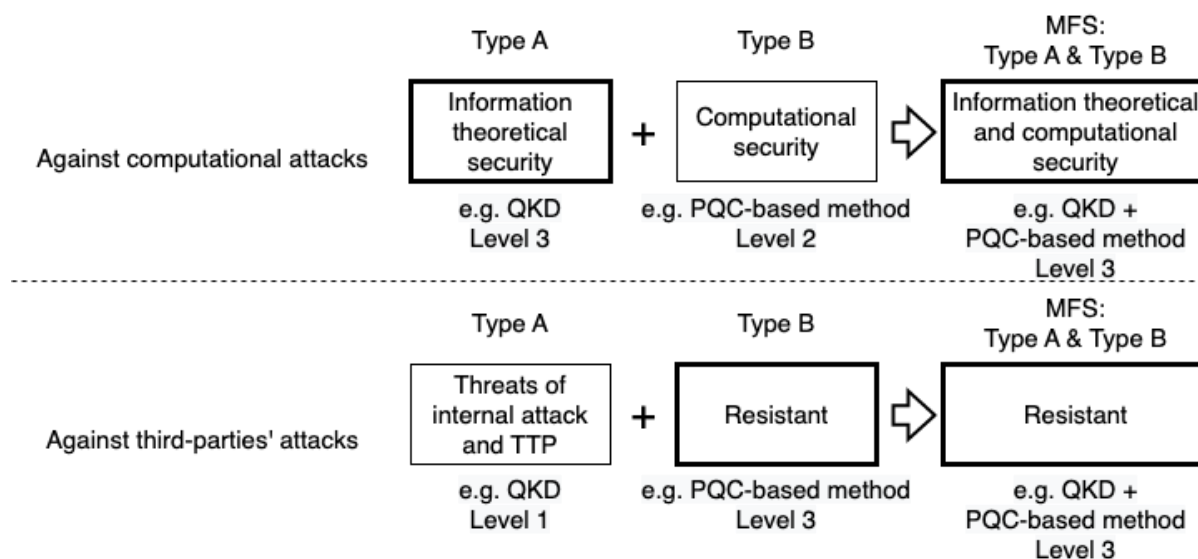 Type A
Type B
MFS:
Type A & Type B
Against computational attacks
Information
theoretical
security
+
Computational
security
Information theoretical
and computational
security
e.g. QKD
Level 3
e.g. PQC-based method
Level 2
e.g. QKD +
PQC-based method
Level 3
Type A
Type B
MFS:
Type A & Type B
Against third-parties' attacks
Threats of
internal attack
and TTP
+
Resistant
Resistant
e.g. QKD
Level 1
e.g. PQC-based method
Level 3
e.g. QKD +
PQC-based method
Level 3